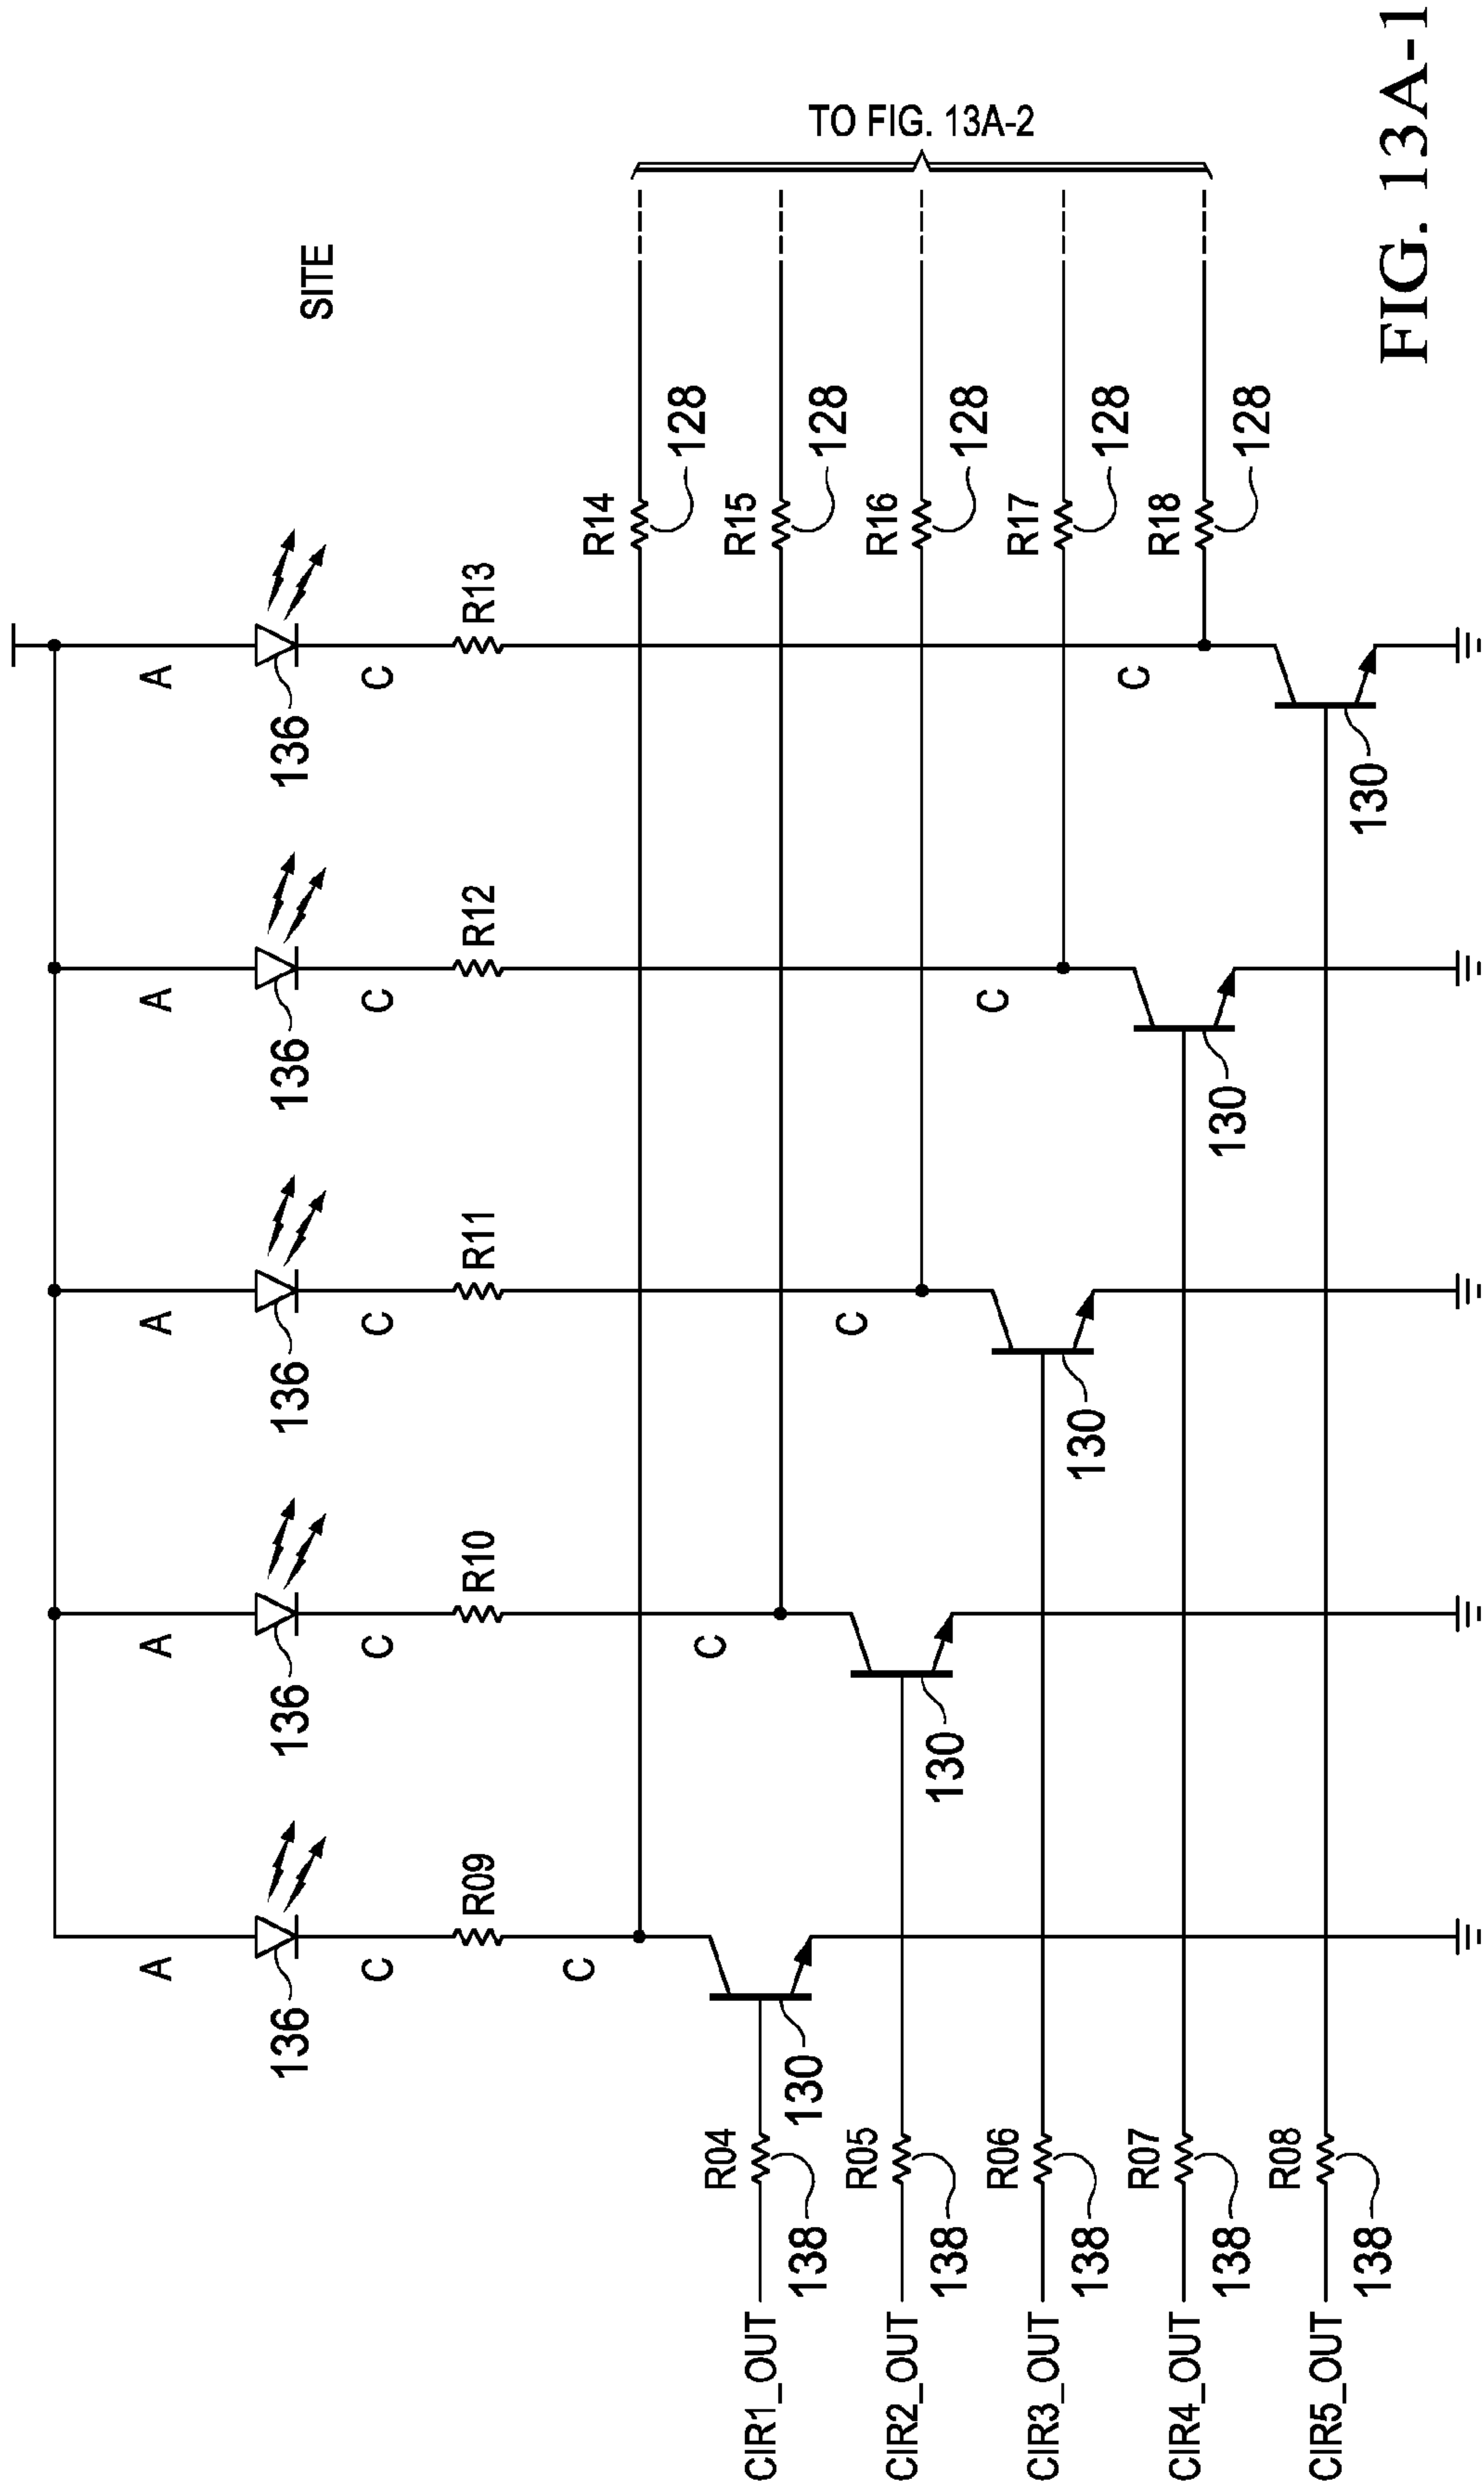 SITE
A
A
A
A
A
136
136
136
136
136
C
C
C
C
C
R09
R10
R11
R12
R13
TO FIG. 13A-2
C
R14
128
C
R15
128
C
R16
128
C
R17
128
C
R18
128
CIR1_OUT
R04
138
130
CIR2_OUT
R05
138
130
CIR3_OUT
R06
138
130
CIR4_OUT
R07
138
130
CIR5_OUT
R08
138
130
FIG. 13A-1